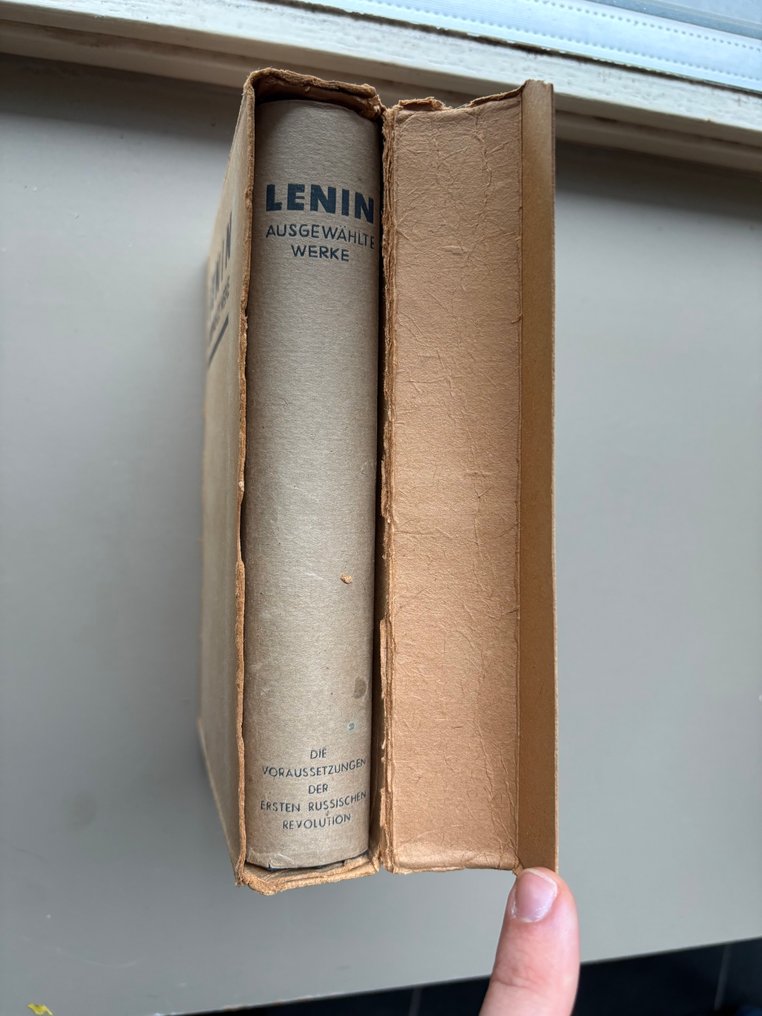 LENIN
AUSGEWÄHLTE
WERKE
DIE
VORAUSSETZUNGEN
DER
ERSTEN RUSSISCHEN
REVOLUTION